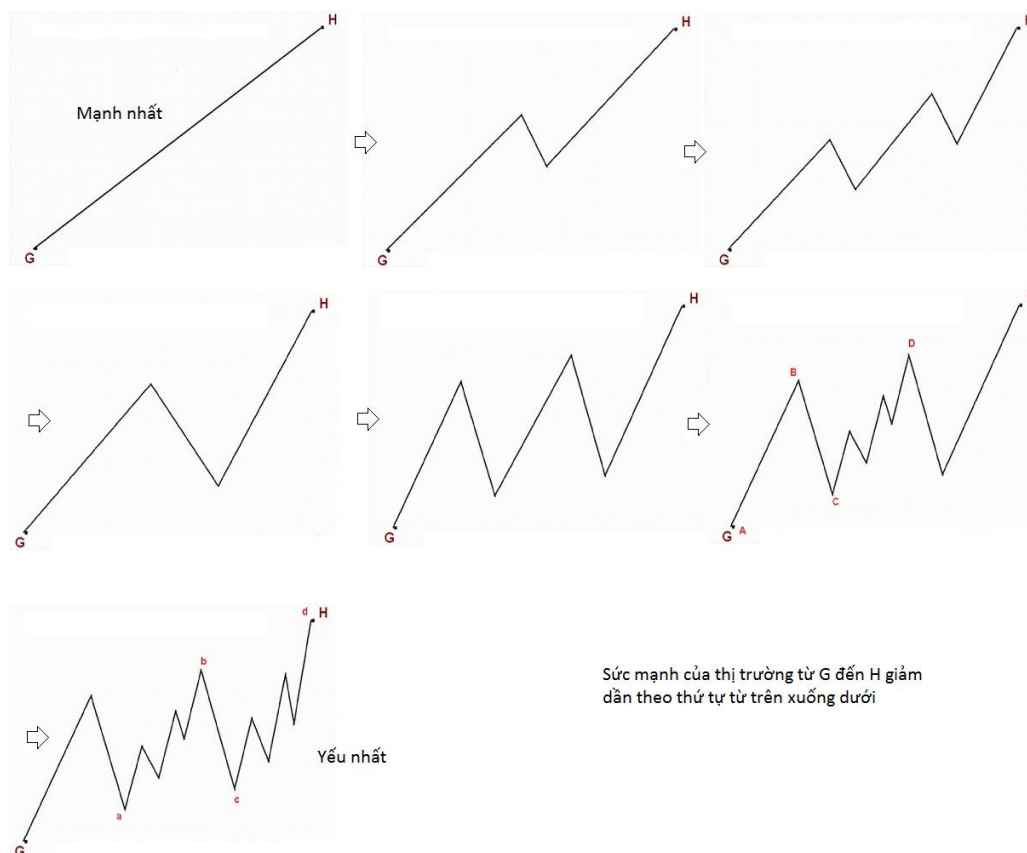 H
Mạnh nhất
G
H
G
G
H
G
H
G
B
D
C
G A
d H
b
a
c
G
Yếu nhất
Sức mạnh của thị trường từ G đến H giảm
dần theo thứ tự từ trên xuống dưới